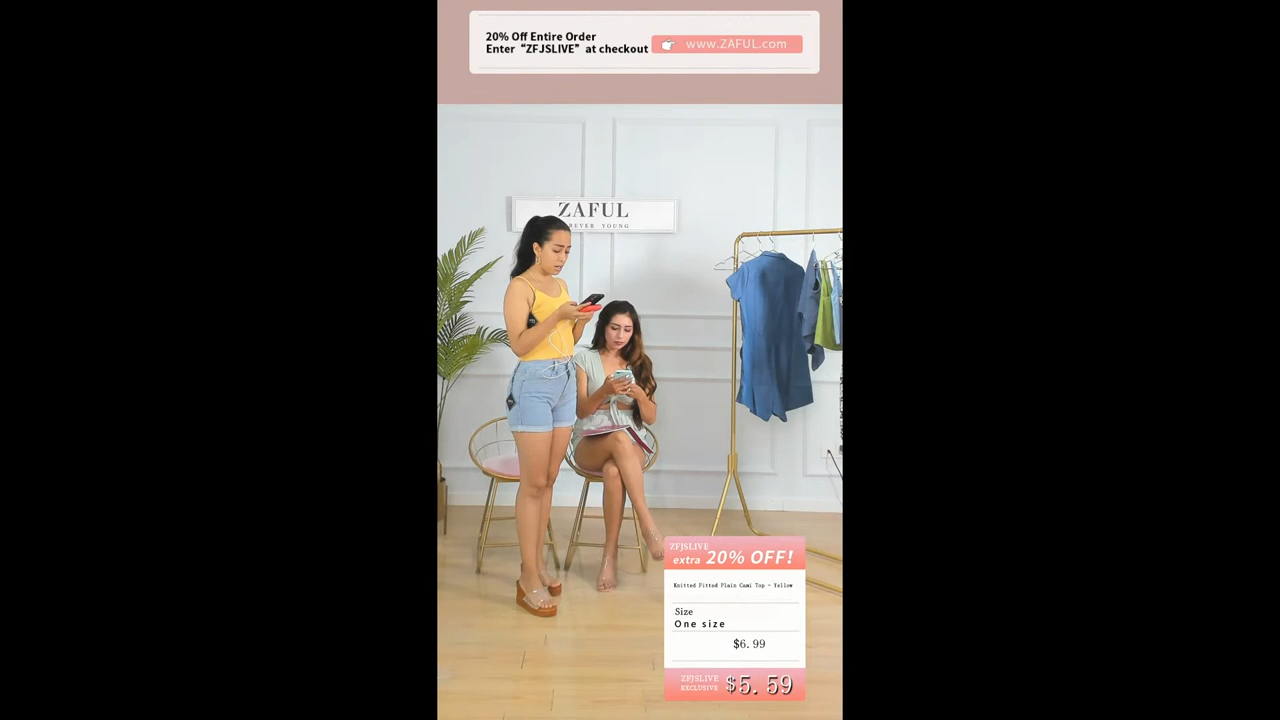 20% Off Entire Order
Enter “ZFJSLIVE” at checkout
www.ZAFUL.com
ZAFUL
REVER YOUNG
ZFJSLIVE
extra 20% OFF!
Knitted Fitted Plain Cami Top - Yellow
Size
One size
$6.99
ZFJSLIVE
EXCLUSIVE
$5.59